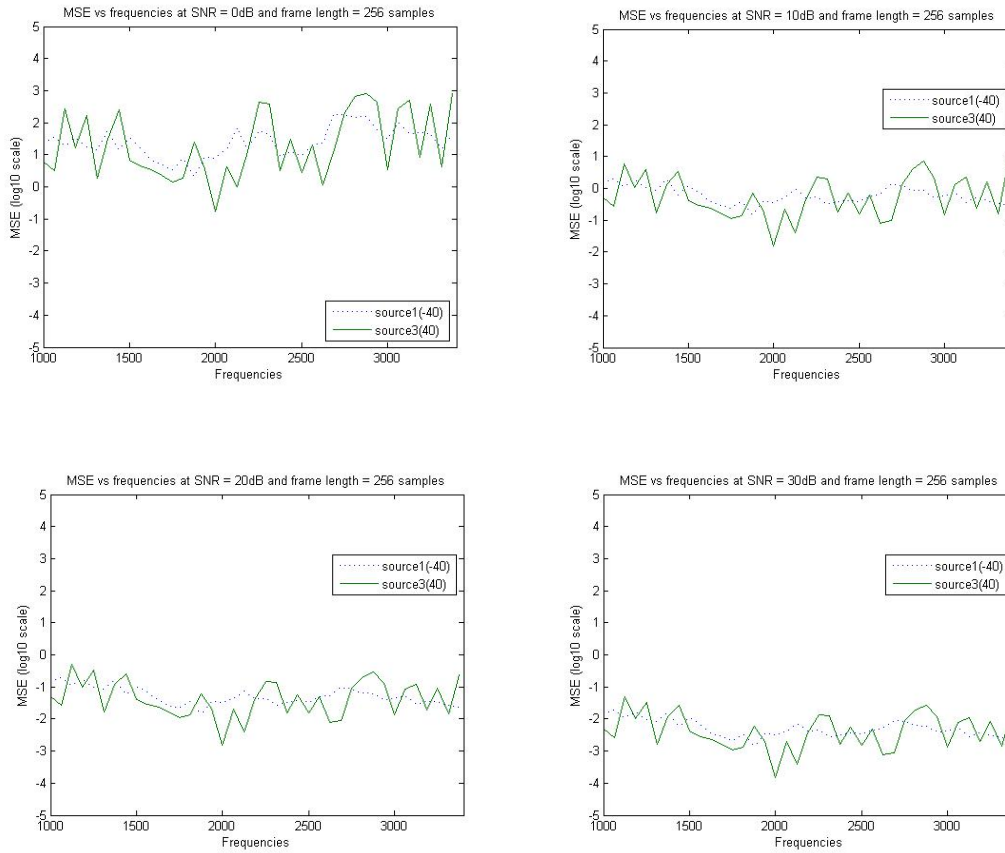 MSE vs frequencies at SNR = 0dB and frame length = 256 samples
5
4
3
2
1
0
-1
-2
-3
-4
-5
MSE (log10 scale)
source1(-40)
source3(40)
1000 1500 2000 2500 3000
Frequencies
MSE vs frequencies at SNR = 10dB and frame length = 256 samples
5
4
3
2
1
0
-1
-2
-3
-4
-5
MSE (log10 scale)
source1(-40)
source3(40)
1000 1500 2000 2500 3000
Frequencies
MSE vs frequencies at SNR = 20dB and frame length = 256 samples
5
4
3
2
1
0
-1
-2
-3
-4
-5
MSE (log10 scale)
source1(-40)
source3(40)
1000 1500 2000 2500 3000
Frequencies
MSE vs frequencies at SNR = 30dB and frame length = 256 samples
5
4
3
2
1
0
-1
-2
-3
-4
-5
MSE (log10 scale)
source1(-40)
source3(40)
1000 1500 2000 2500 3000
Frequencies